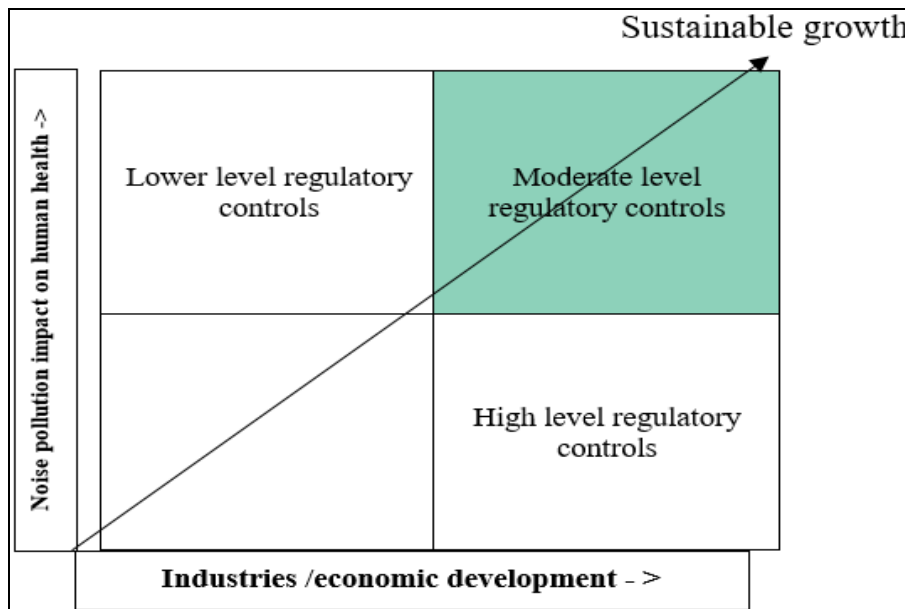 Sustainable growth
Noise pollution impact on human health ->
Lower level regulatory
controls
Moderate level
regulatory controls
High level regulatory
controls
Industries /economic development - >